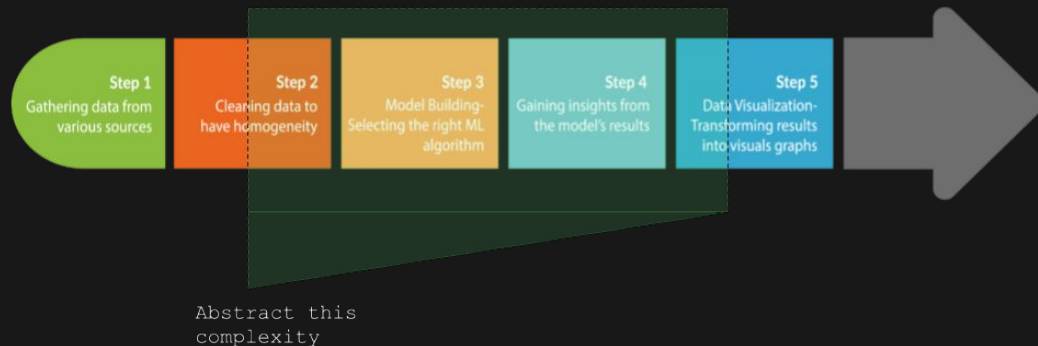 Step 1
Gathering data from
various sources
Step 2
Cleaning data to
have homogeneity
Step 3
Model Building-
Selecting the right ML
algorithm
Step 4
Gaining insights from
the model's results
Step 5
Data Visualization-
Transforming results
into visuals graphs
Abstract this
complexity